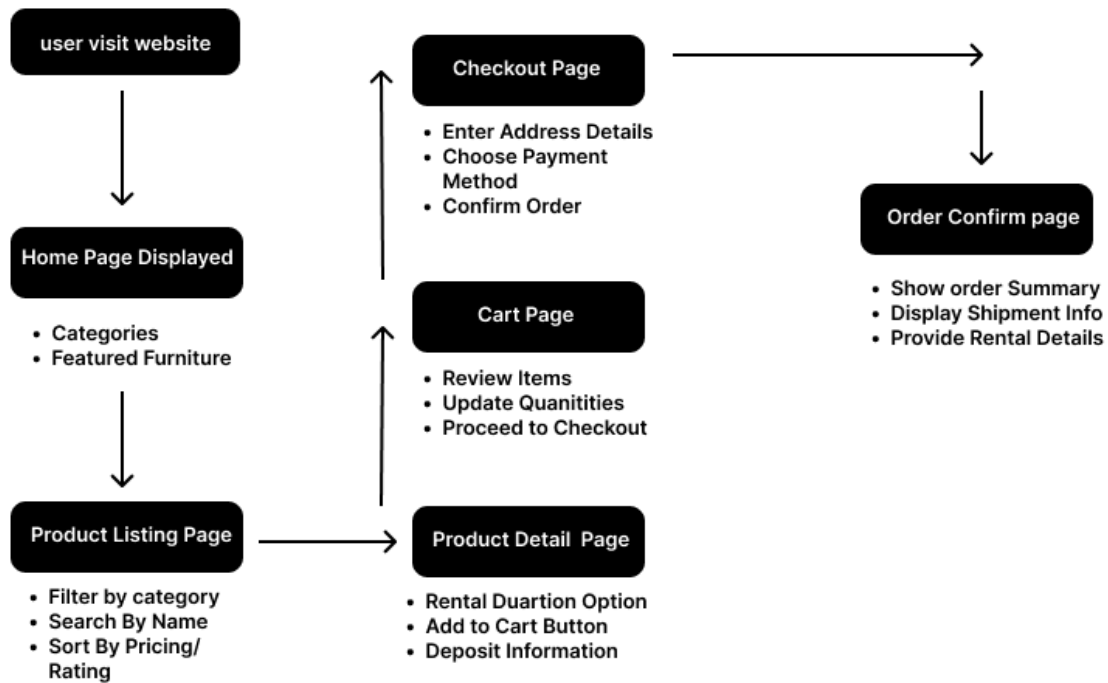 user visit website
Home Page Displayed
• Categories
• Featured Furniture
Product Listing Page
• Filter by category
• Search By Name
• Sort By Pricing/
Rating
Product Detail Page
• Rental Duartion Option
• Add to Cart Button
• Deposit Information
Cart Page
• Review Items
• Update Quanitities
• Proceed to Checkout
Checkout Page
• Enter Address Details
• Choose Payment
Method
• Confirm Order
Order Confirm page
• Show order Summary
• Display Shipment Info
• Provide Rental Details